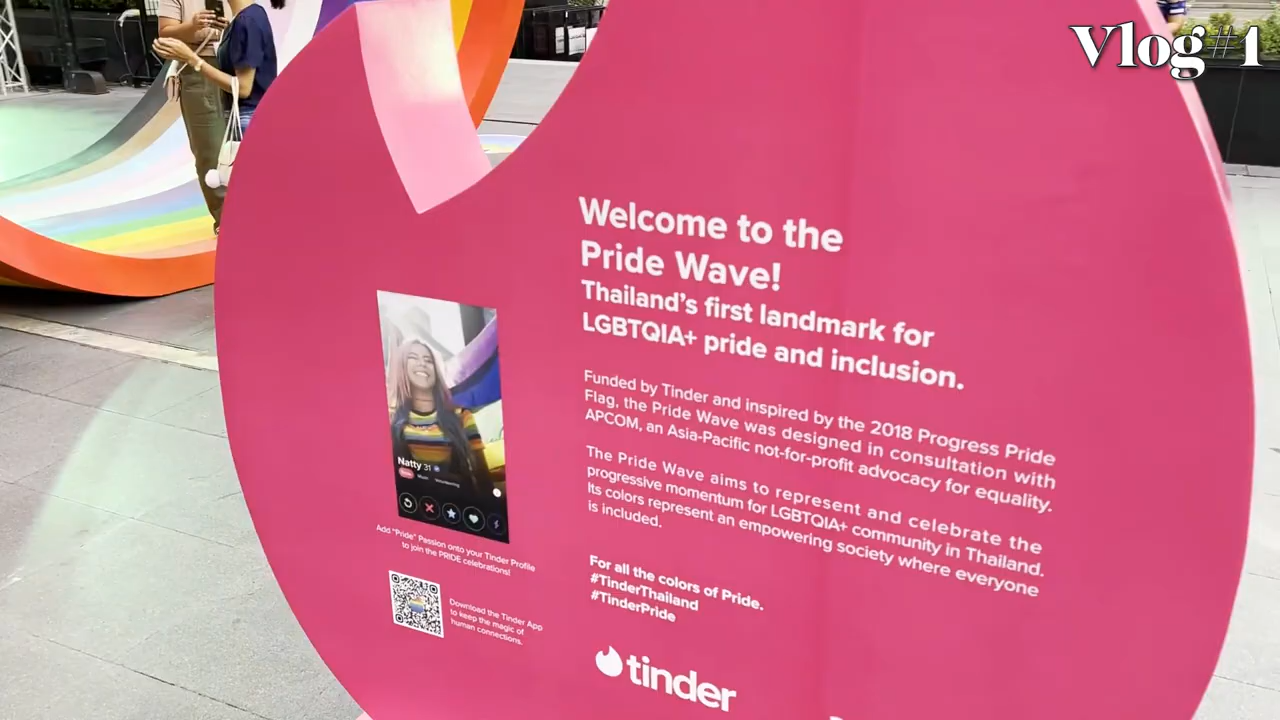 Vlog#1
Welcome to the
Pride Wave!
Thailand's first landmark for
LGBTQIA+ pride and inclusion.
Funded by Tinder and inspired by the 2018 Progress Pride
Flag, the Pride Wave was designed in consultation with
APCOM, an Asia-Pacific not-for-profit advocacy for equality.
The Pride Wave aims to represent and celebrate the
progressive momentum for LGBTQIA+ community in Thailand.
Its colors represent an empowering society where everyone
is included.
For all the colors of Pride.
#TinderThailand
#TinderPride
tinder
Natty 31
Music
Volunteering
Add "Pride" Passion onto your Tinder Profile
to join the PRIDE celebrations!
Download the Tinder App
to keep the magic of
human connections.